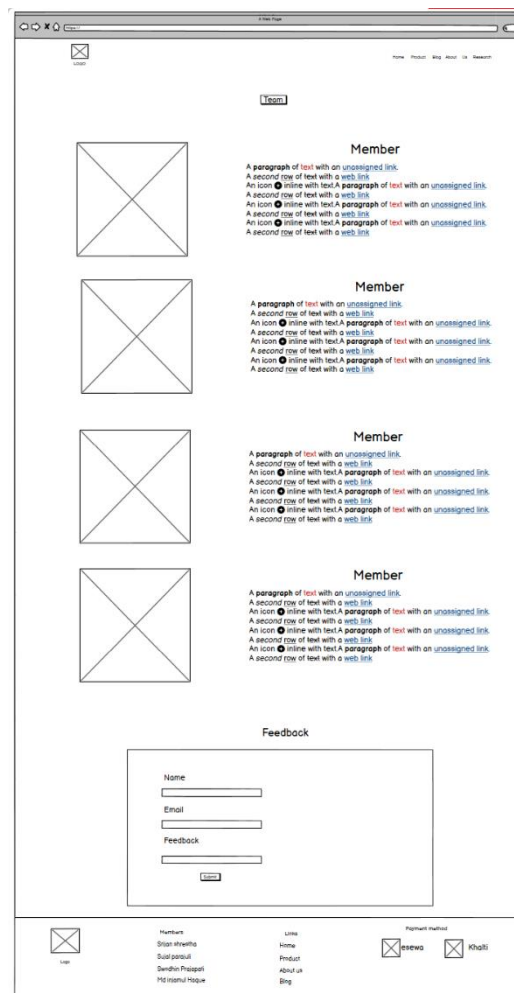 A Web Page
https://
LOGO
Home Product Blog About Us Research
Team
Member
A paragraph of text with an unassigned link.
A second row of text with a web link
An icon inline with text.A paragraph of text with an unassigned link.
A second row of text with a web link
An icon inline with text.A paragraph of text with an unassigned link.
A second row of text with a web link
An icon inline with text.A paragraph of text with an unassigned link.
A second row of text with a web link
Member
A paragraph of text with an unassigned link.
A second row of text with a web link
An icon inline with text.A paragraph of text with an unassigned link.
A second row of text with a web link
An icon inline with text.A paragraph of text with an unassigned link.
A second row of text with a web link
An icon inline with text.A paragraph of text with an unassigned link.
A second row of text with a web link
Member
A paragraph of text with an unassigned link.
A second row of text with a web link
An icon inline with text.A paragraph of text with an unassigned link.
A second row of text with a web link
An icon inline with text.A paragraph of text with an unassigned link.
A second row of text with a web link
An icon inline with text.A paragraph of text with an unassigned link.
A second row of text with a web link
Member
A paragraph of text with an unassigned link.
A second row of text with a web link
An icon inline with text.A paragraph of text with an unassigned link.
A second row of text with a web link
An icon inline with text.A paragraph of text with an unassigned link.
A second row of text with a web link
An icon inline with text.A paragraph of text with an unassigned link.
A second row of text with a web link
Feedback
Name
Email
Feedback
Submit
Logo
Members
Srijan shrestha
Sujal parajuli
Sendhin Prajapati
Md injamul Haque
Links
Home
Product
About us
Blog
Payment method
esewa
Khalti